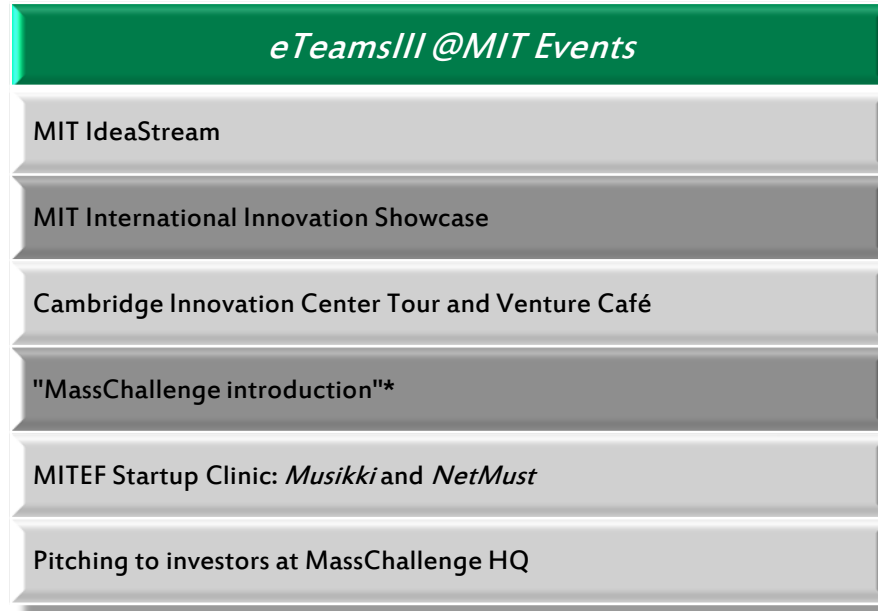 eTeamsIII @MIT Events
MIT IdeaStream
MIT International Innovation Showcase
Cambridge Innovation Center Tour and Venture Café
"MassChallenge introduction"*
MITEF Startup Clinic: Musikki and NetMust
Pitching to investors at MassChallenge HQ